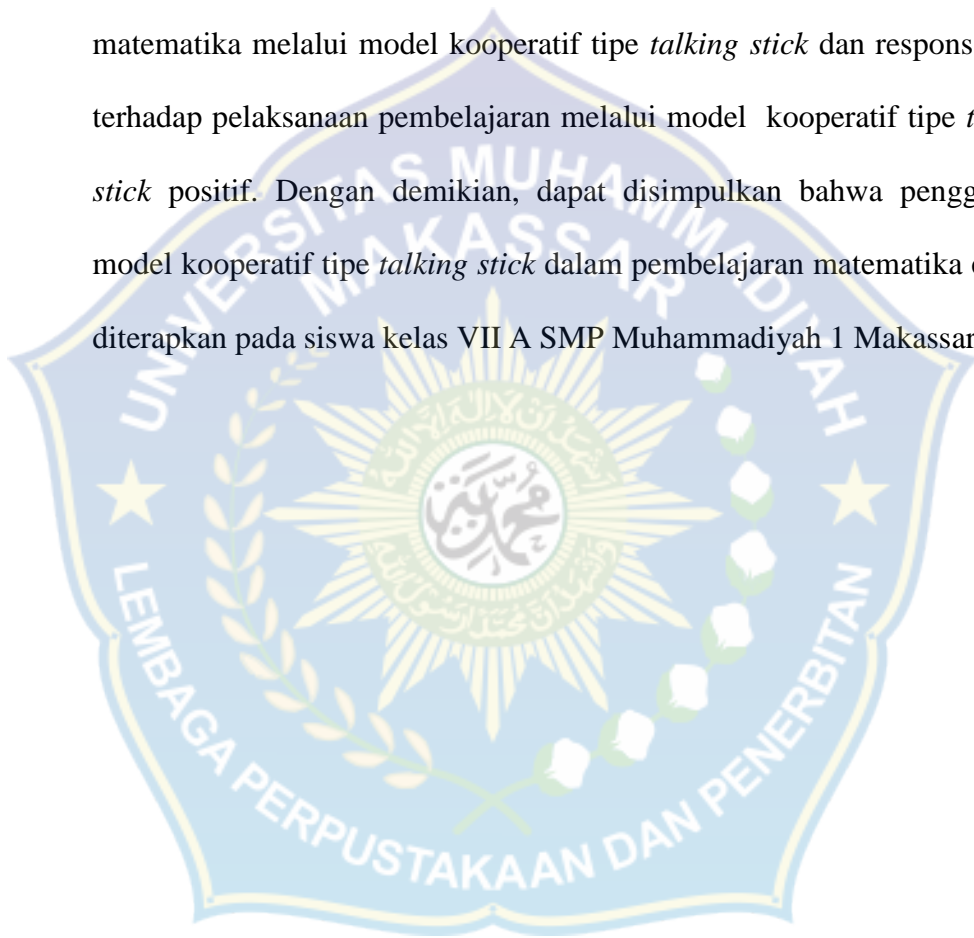 matematika melalui model kooperatif tipe talking stick dan respons
terhadap pelaksanaan pembelajaran melalui model kooperatif tipe t
stick positif. Dengan demikian, dapat disimpulkan bahwa pengg
model kooperatif tipe talking stick dalam pembelajaran matematika
diterapkan pada siswa kelas VII A SMP Muhammadiyah 1 Makassar
UNIVERSITAS MUHAMMADIYAH
MAKASSAR
LEMBAGA PERPUSTAKAAN DAN PENERBITAN